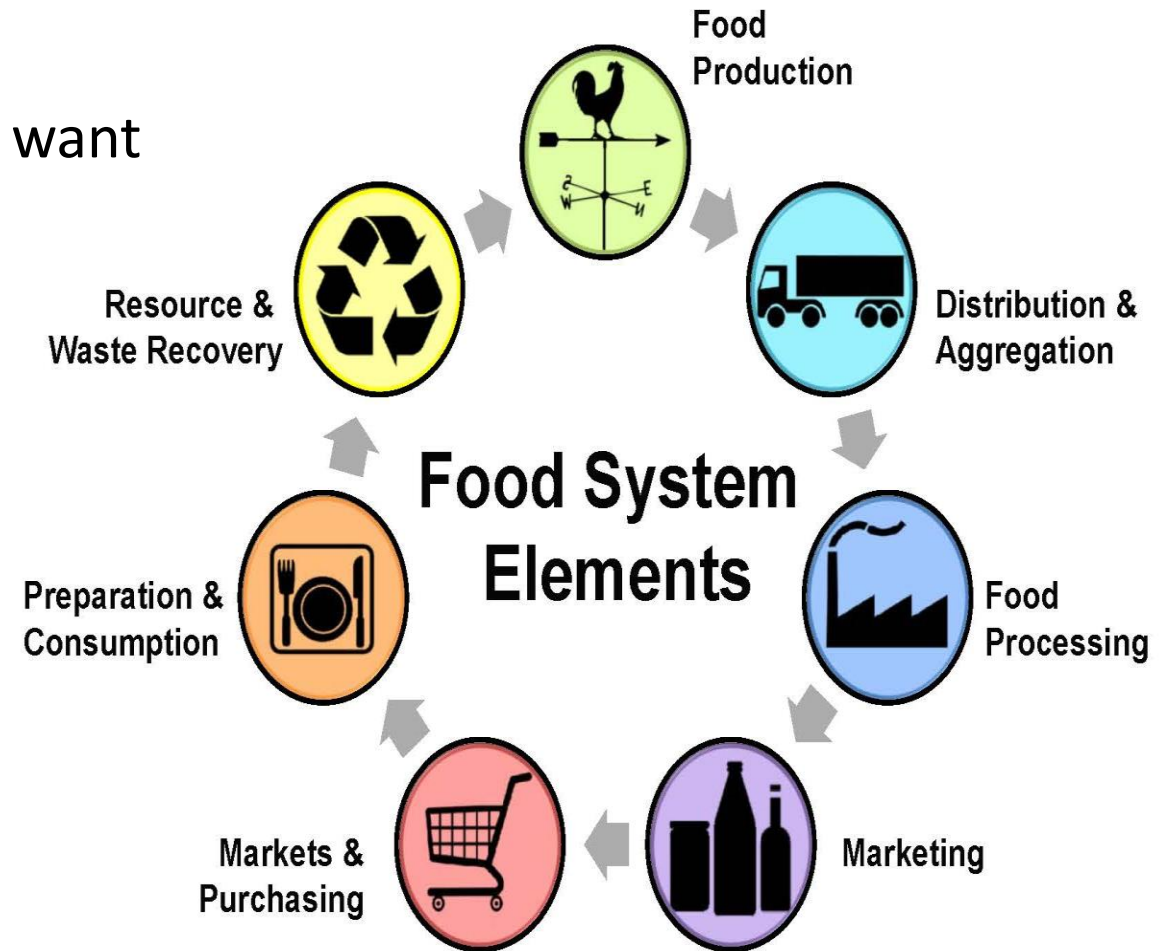 want
Food
Production
Distribution &
Aggregation
Food
Processing
Marketing
Markets &
Purchasing
Preparation &
Consumption
Resource &
Waste Recovery
Food System
Elements
S
E
W
N